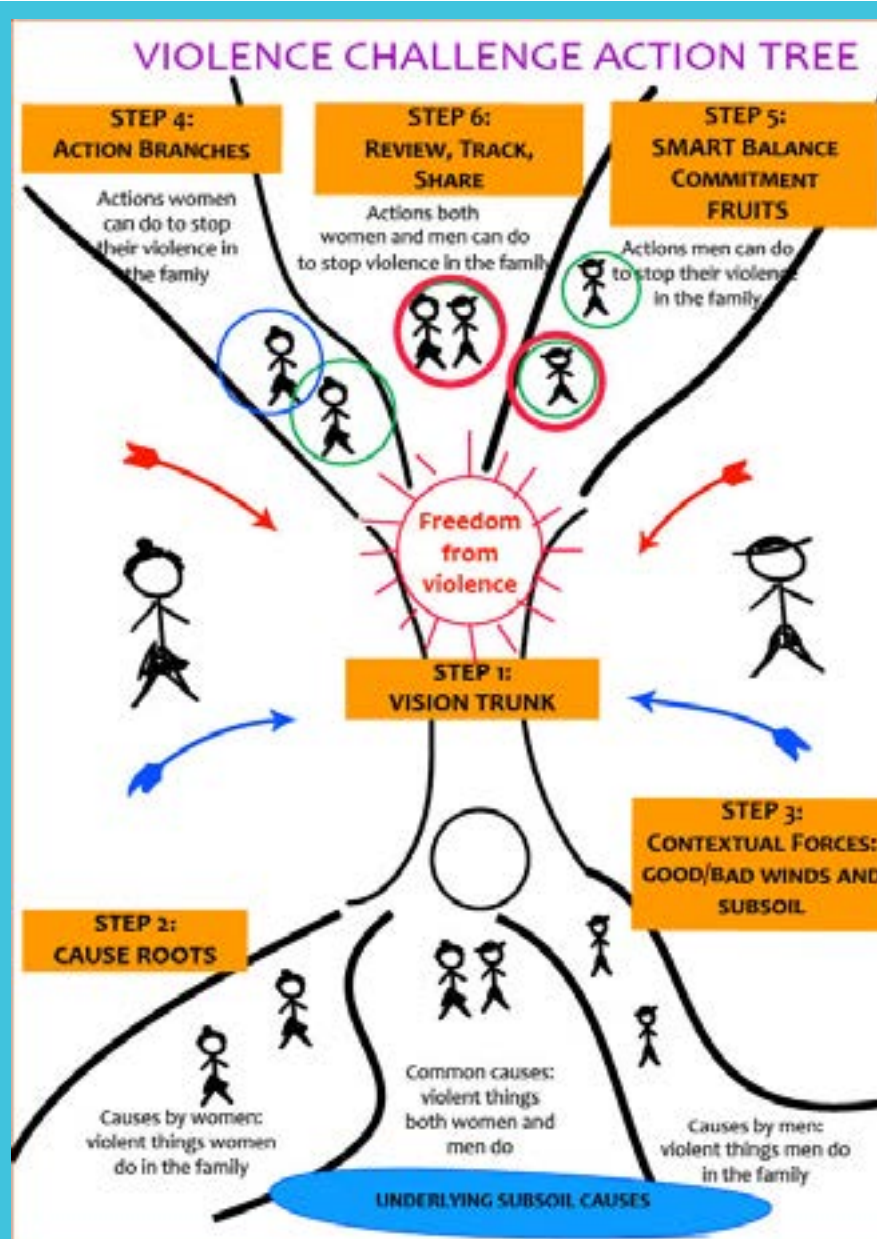 VIOLENCE CHALLENGE ACTION TREE
STEP 4:
ACTION BRANCHES
Actions women
can do to stop
their violence in
the famiy
STEP 6:
REVIEW, TRACK,
SHARE
Actions both
women and men can do
to stop violence in the family
STEP 5:
SMART BALANCE
COMMITMENT
FRUITS
Actions men can do
to stop their violence
in the family
Freedom
from
violence
STEP 1:
VISION TRUNK
STEP 3:
CONTEXTUAL FORCES:
GOOD/BAD WINDS AND
SUBSOIL
STEP 2:
CAUSE ROOTS
Causes by women:
violent things women
do in the family
Common causes:
violent things
both women and
men do
Causes by men:
violent things men do
in the family
UNDERLYING SUBSOIL CAUSES